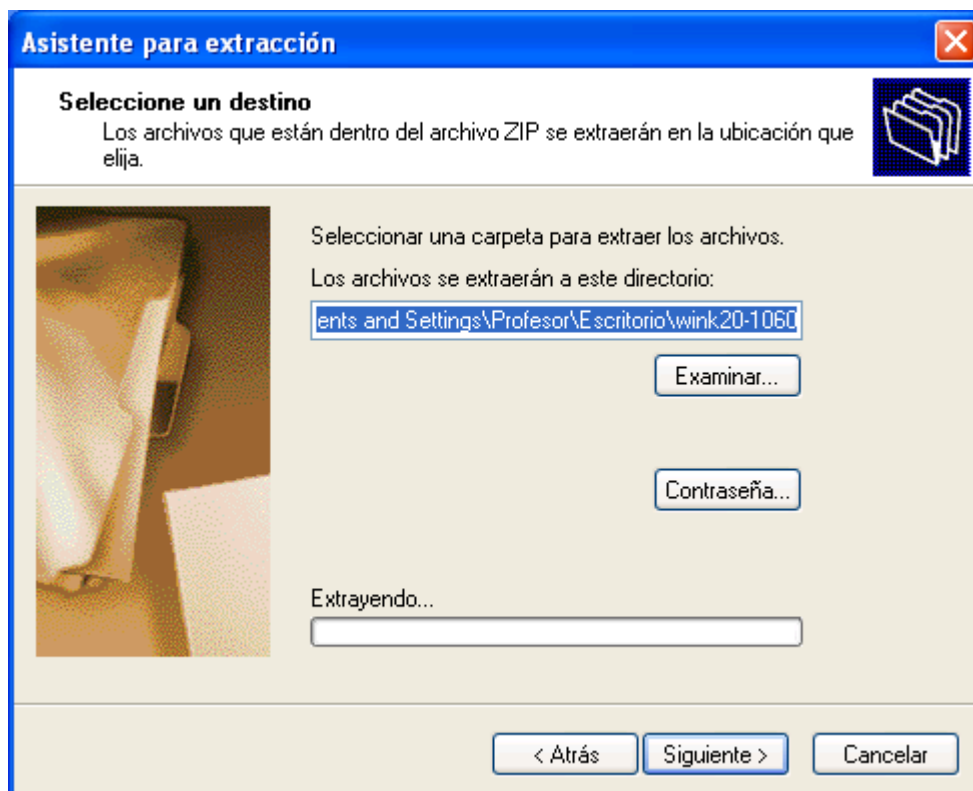 Asistente para extracción
Seleccione un destino
Los archivos que están dentro del archivo ZIP se extraerán en la ubicación que
elija.
Seleccionar una carpeta para extraer los archivos.
Los archivos se extraerán a este directorio:
ents and Settings\Profesor\Escritorio\wink20-1060
Examinar...
Contraseña...
Extrayendo...
< Atrás
Siguiente >
Cancelar